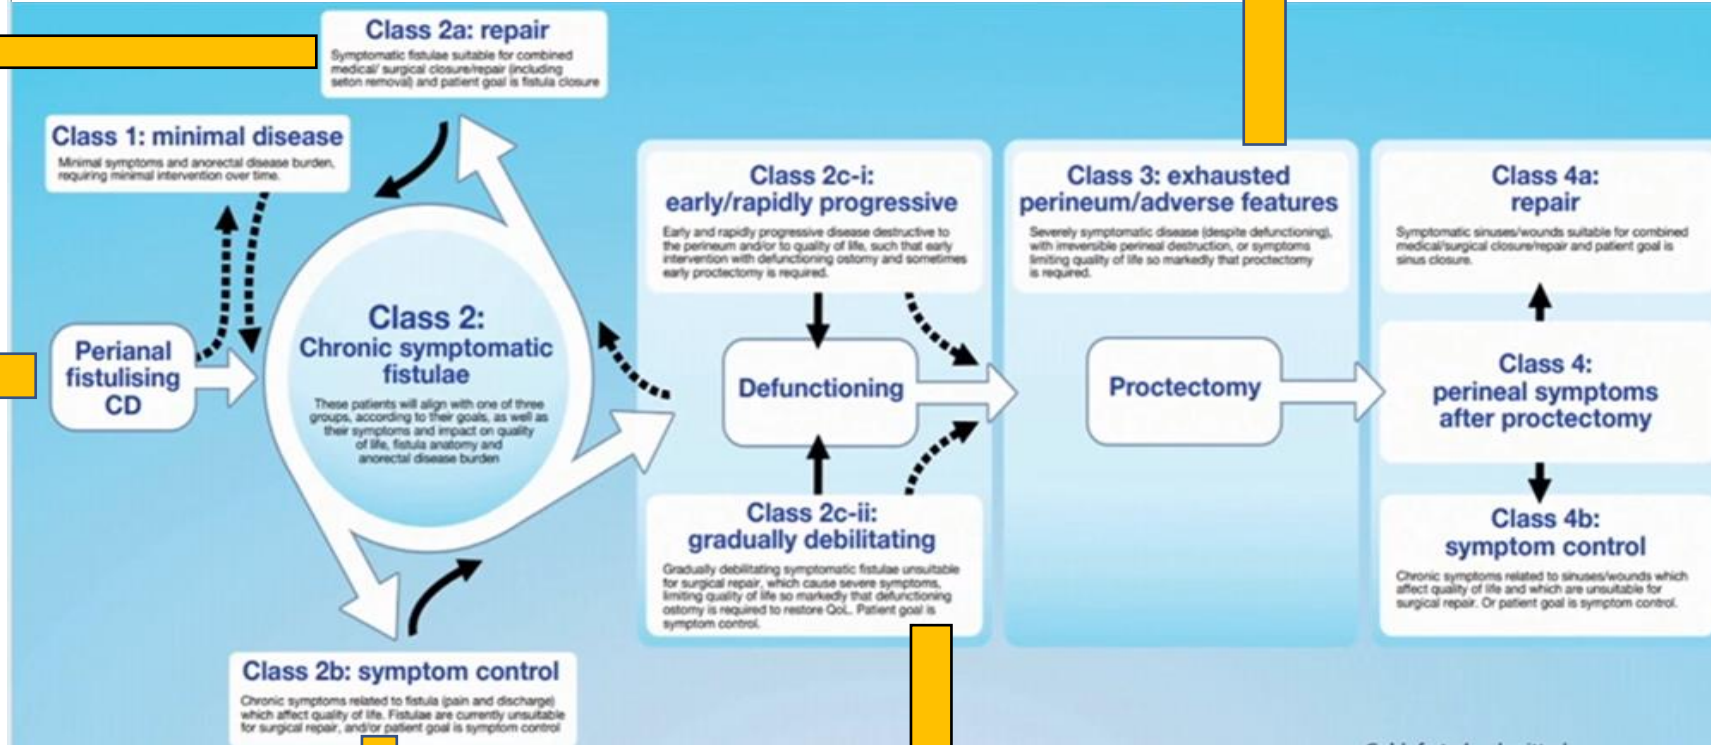 Class 2a: repair
Symptomatic fistulae suitable for combined
medical/ surgical closure/repair (including
seton removal) and patient goal is fistula closure
Class 1: minimal disease
Minimal symptoms and anorectal disease burden,
requiring minimal intervention over time.
Perianal
fistulising
CD
Class 2:
Chronic symptomatic
fistulae
These patients will align with one of three
groups, according to their goals, as well as
their symptoms and impact on quality
of life, fistula anatomy and
anorectal disease burden
Class 2b: symptom control
Chronic symptoms related to fistula (pain and discharge)
which affect quality of life. Fistulae are currently unsuitable
for surgical repair, and/or patient goal is symptom control
Class 2c-i:
early/rapidly progressive
Early and rapidly progressive disease destructive to
the perineum and/or to quality of life, such that early
intervention with defunctioning ostomy and sometimes
early proctectomy is required.
Defunctioning
Class 2c-ii:
gradually debilitating
Gradually debilitating symptomatic fistulae unsuitable
for surgical repair, which cause severe symptoms,
limiting quality of life so markedly that defunctioning
ostomy is required to restore QoL. Patient goal is
symptom control.
Class 3: exhausted
perineum/adverse features
Severely symptomatic disease (despite defunctioning),
with irreversible perineal destruction, or symptoms
limiting quality of life so markedly that proctectomy
is required.
Proctectomy
Class 4a:
repair
Symptomatic sinuses/wounds suitable for combined
medical/surgical closure/repair and patient goal is
sinus closure.
Class 4:
perineal symptoms
after proctectomy
Class 4b:
symptom control
Chronic symptoms related to sinuses/wounds which
affect quality of life and which are unsuitable for
surgical repair. Or patient goal is symptom control.